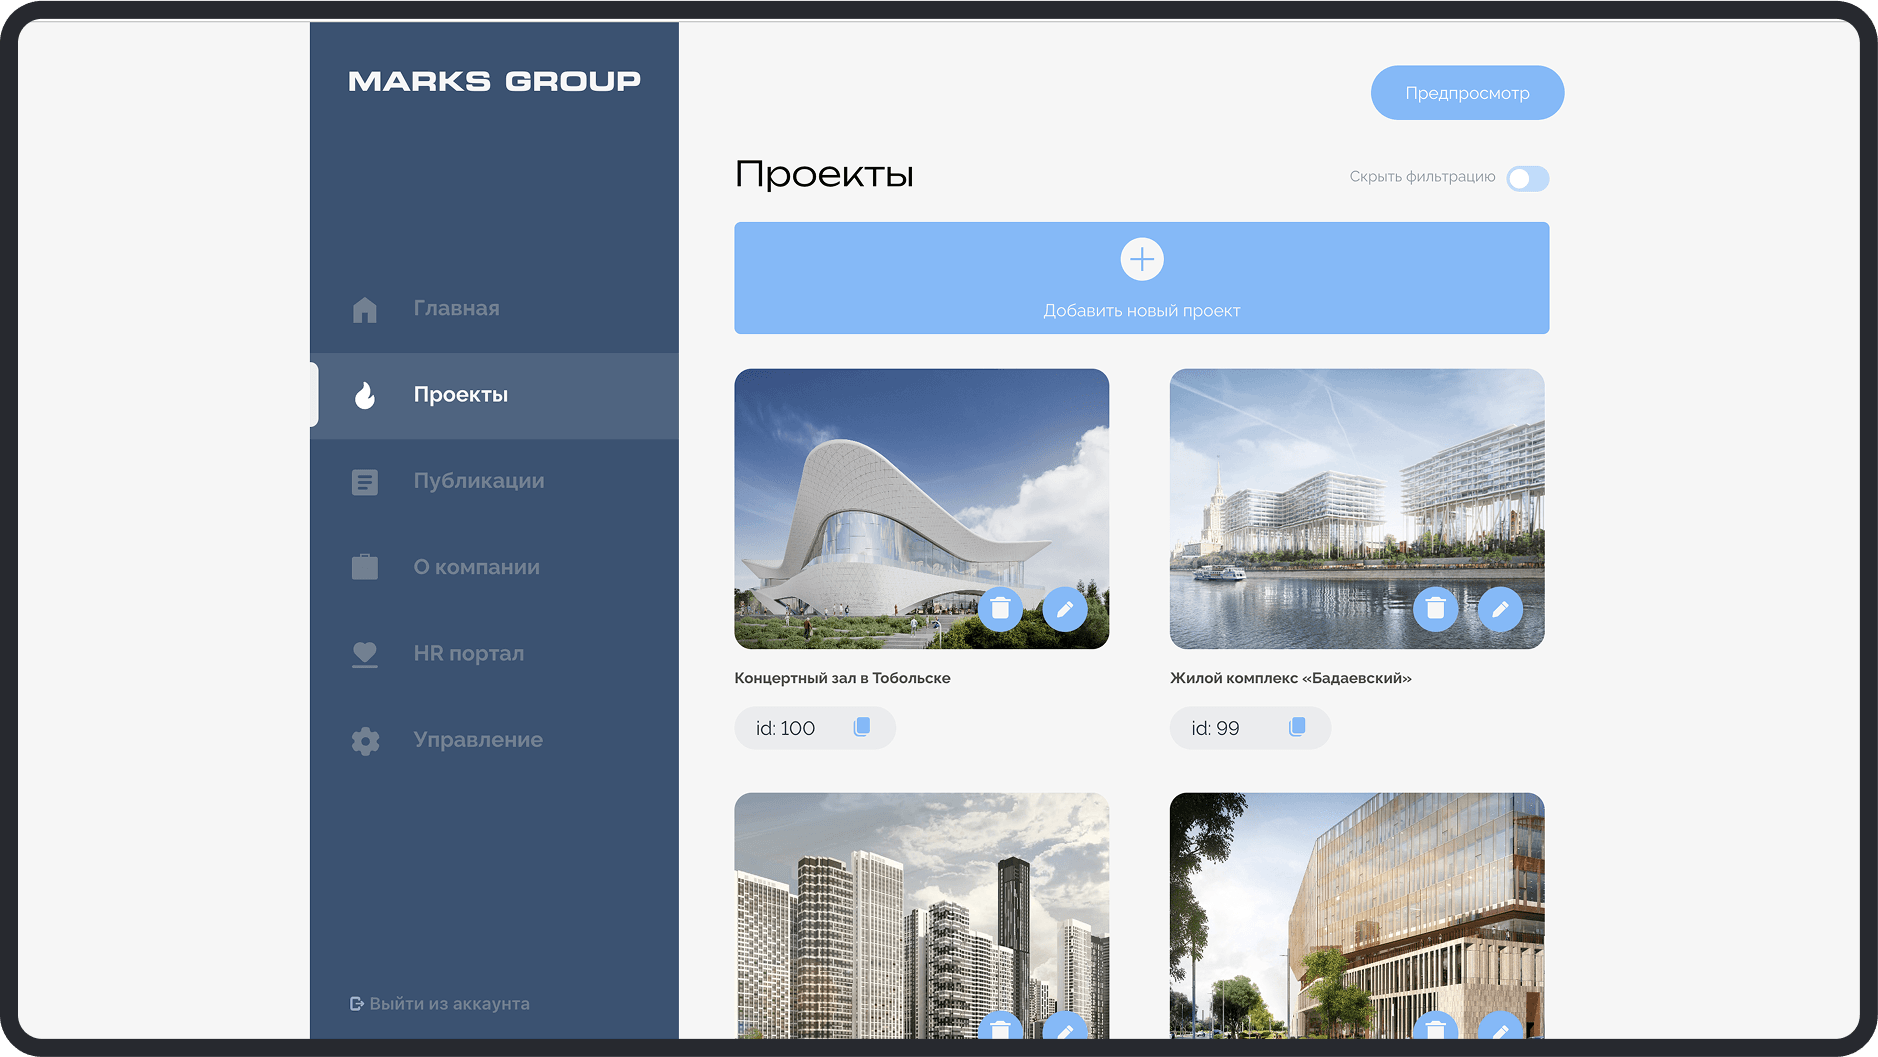 MARKS GROUP
Главная
Проекты
Публикации
О компании
HR портал
Управление
Выйти из аккаунта
Предпросмотр
Проекты
Скрыть фильтрацию
Добавить новый проект
Концертный зал в Тобольске
id: 100
Жилой комплекс «Бадаевский»
id: 99